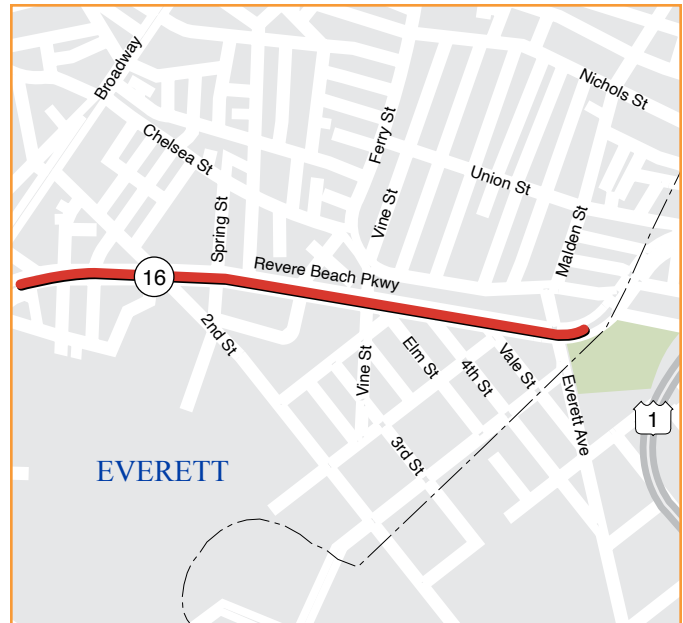 Broadway
Nichols St
Chelsea St
Ferry St
Union St
Spring St
Vine St
Malden St
Revere Beach Pkwy
16
2nd St
Elm St
Vale St
4th St
Vine St
Everett Ave
1
3rd St
EVERETT